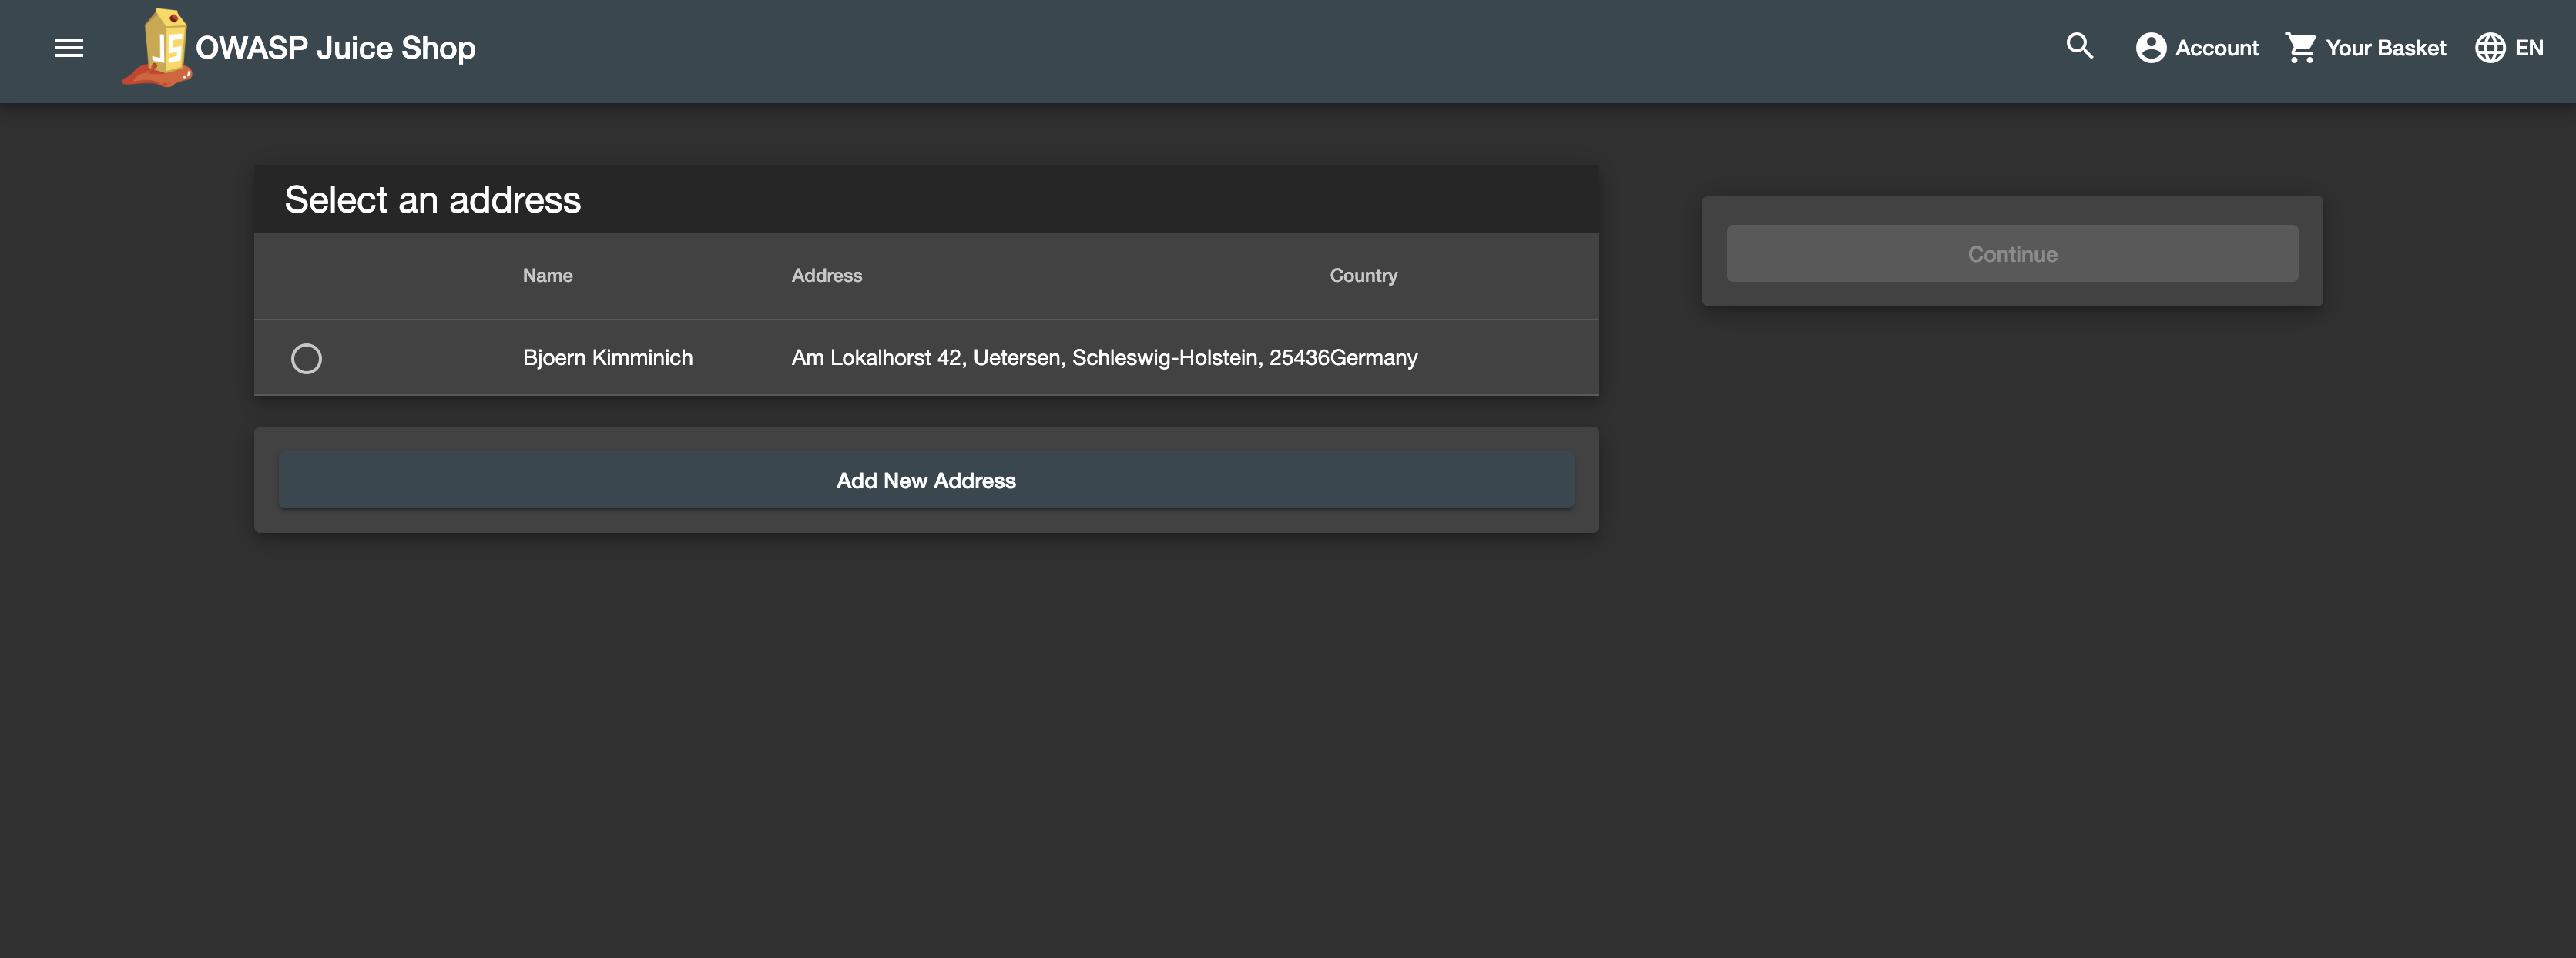 JS OWASP Juice Shop Account Your Basket EN
Select an address
Name Address Country
Continue
Bjoern Kimminich Am Lokalhorst 42, Uetersen, Schleswig-Holstein, 25436Germany
Add New Address